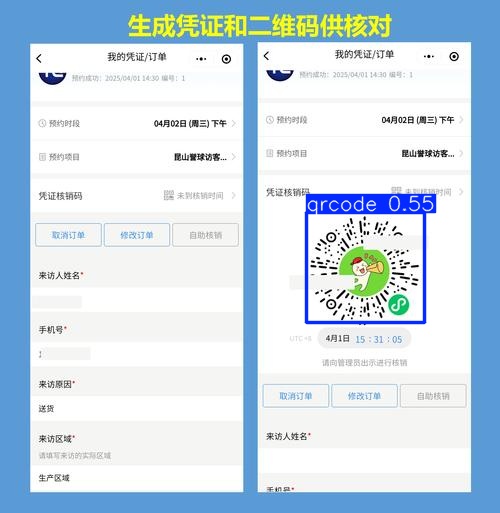 生成凭证和二维码供核对
我的凭证/订单
预约成功：2025/04/01 14:30 编号：1
预约时段
04月02日 (周三) 下午
预约项目
昆山誉球访客...
凭证核销码
未到核销时间
取消订单
修改订单
自助核销
来访人姓名*
手机号*
来访原因*
送货
来访区域*
请填写来访的实际区域
生产区域
我的凭证/订单
预约成功：2025/04/01 14:30 编号：1
预约时段
04月02日 (周三) 下午
预约项目
昆山誉球访客...
凭证核销码
未到核销时间
qrcode 0.55
UTC +8
4月1日 15 : 31 : 05
请向管理员出示进行核销
取消订单
修改订单
自助核销
来访人姓名*
手机号*